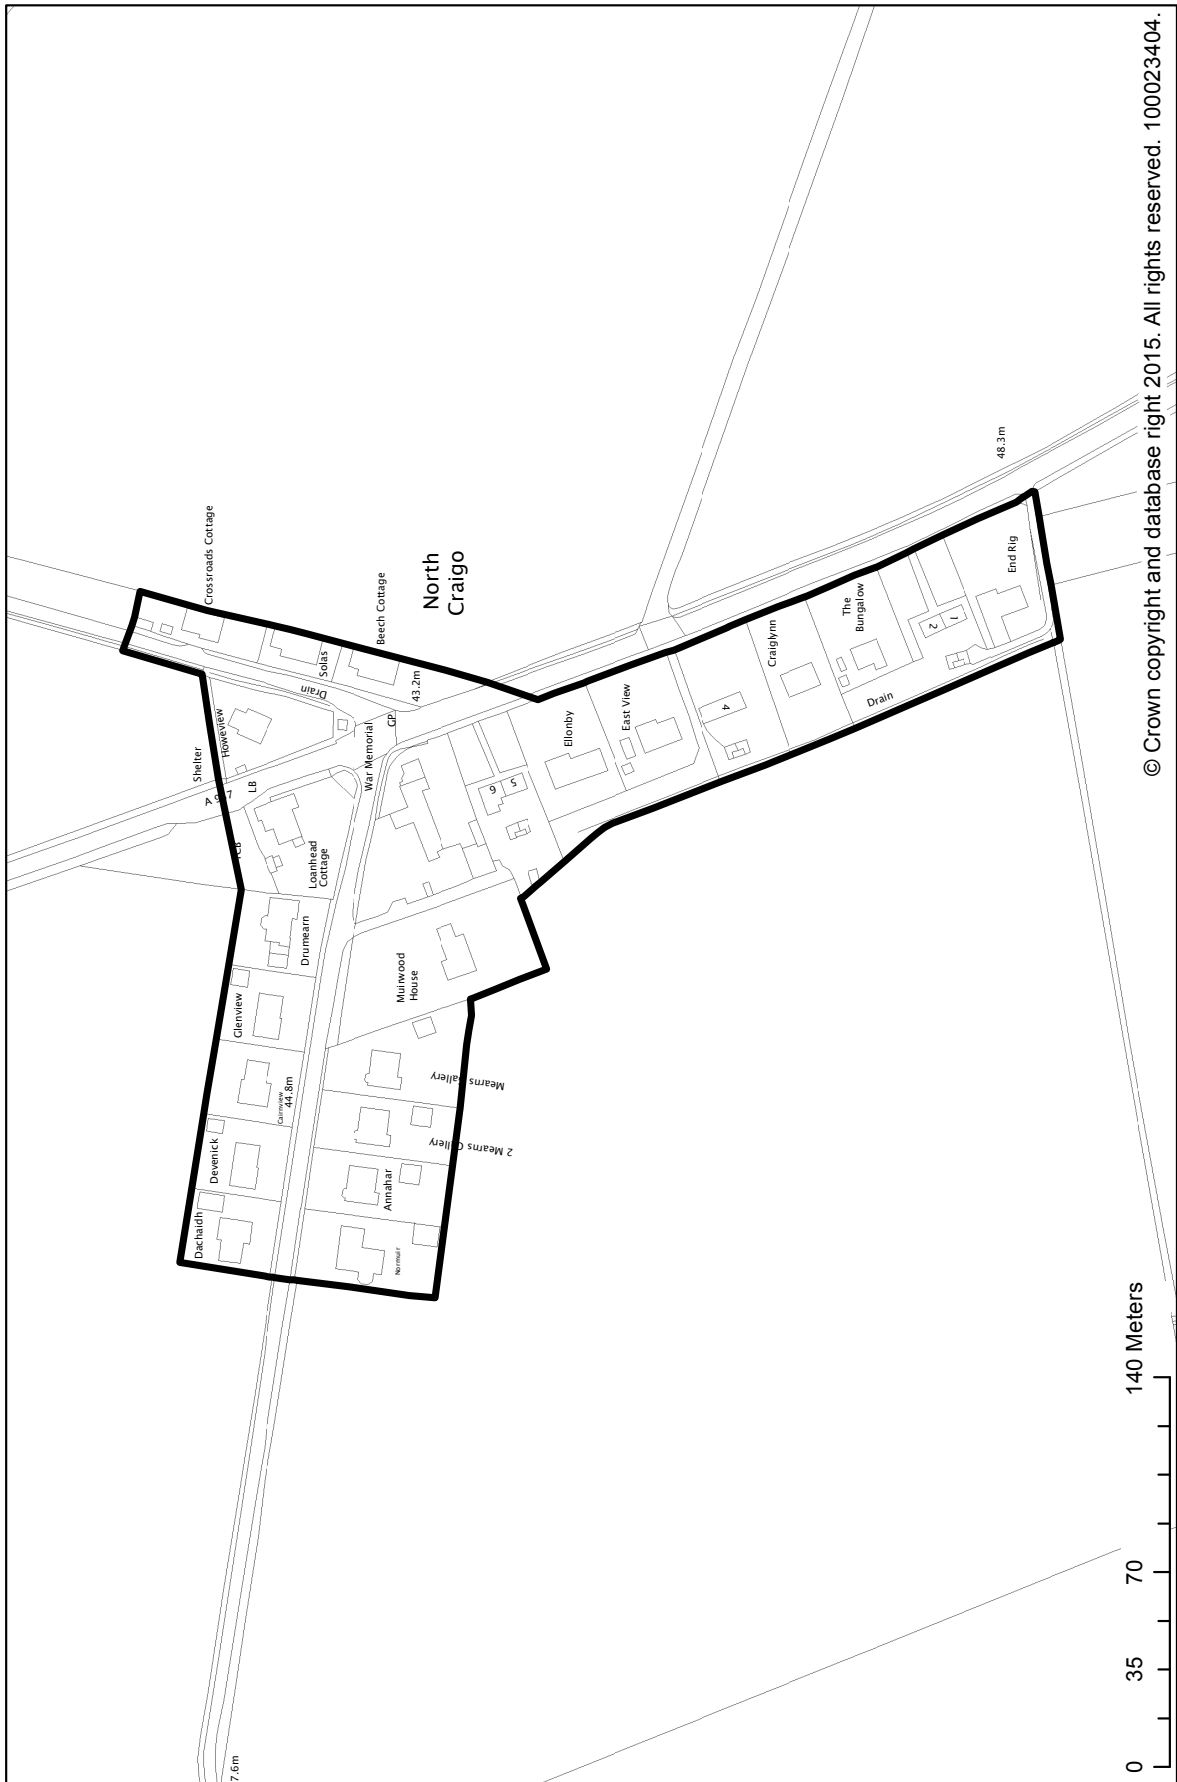 Crossroads Cottage
Solas
Beech Cottage
North
Craigo
43.2m
Drain
Shelter
Howeview
LB
GP
War Memorial
Loanhead
Cottage
Drumearn
Glenview
Cairnview
44.8m
Devenick
Dachaidh
Muirwood
House
Mearns Gallery
2 Mearns Gallery
Annahar
Normuir
6
5
Ellonby
East View
4
Craiglynn
The
Bungalow
Drain
2
1
End Rig
48.3m
7.6m
0
35
70
140 Meters
© Crown copyright and database right 2015. All rights reserved. 100023404.